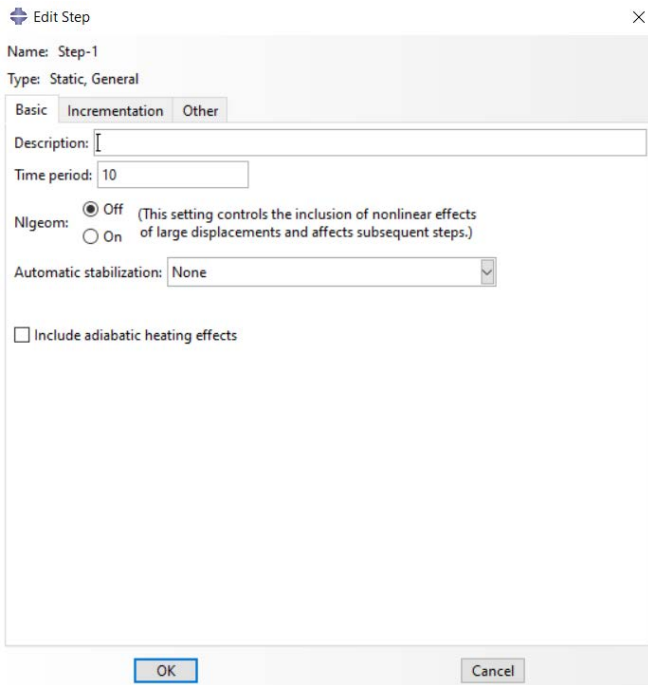 Edit Step
Name: Step-1
Type: Static, General
Basic Incrementation Other
Description:
Time period: 10
Nlgeom: Off (This setting controls the inclusion of nonlinear effects
On of large displacements and affects subsequent steps.)
Automatic stabilization: None
Include adiabatic heating effects
OK Cancel